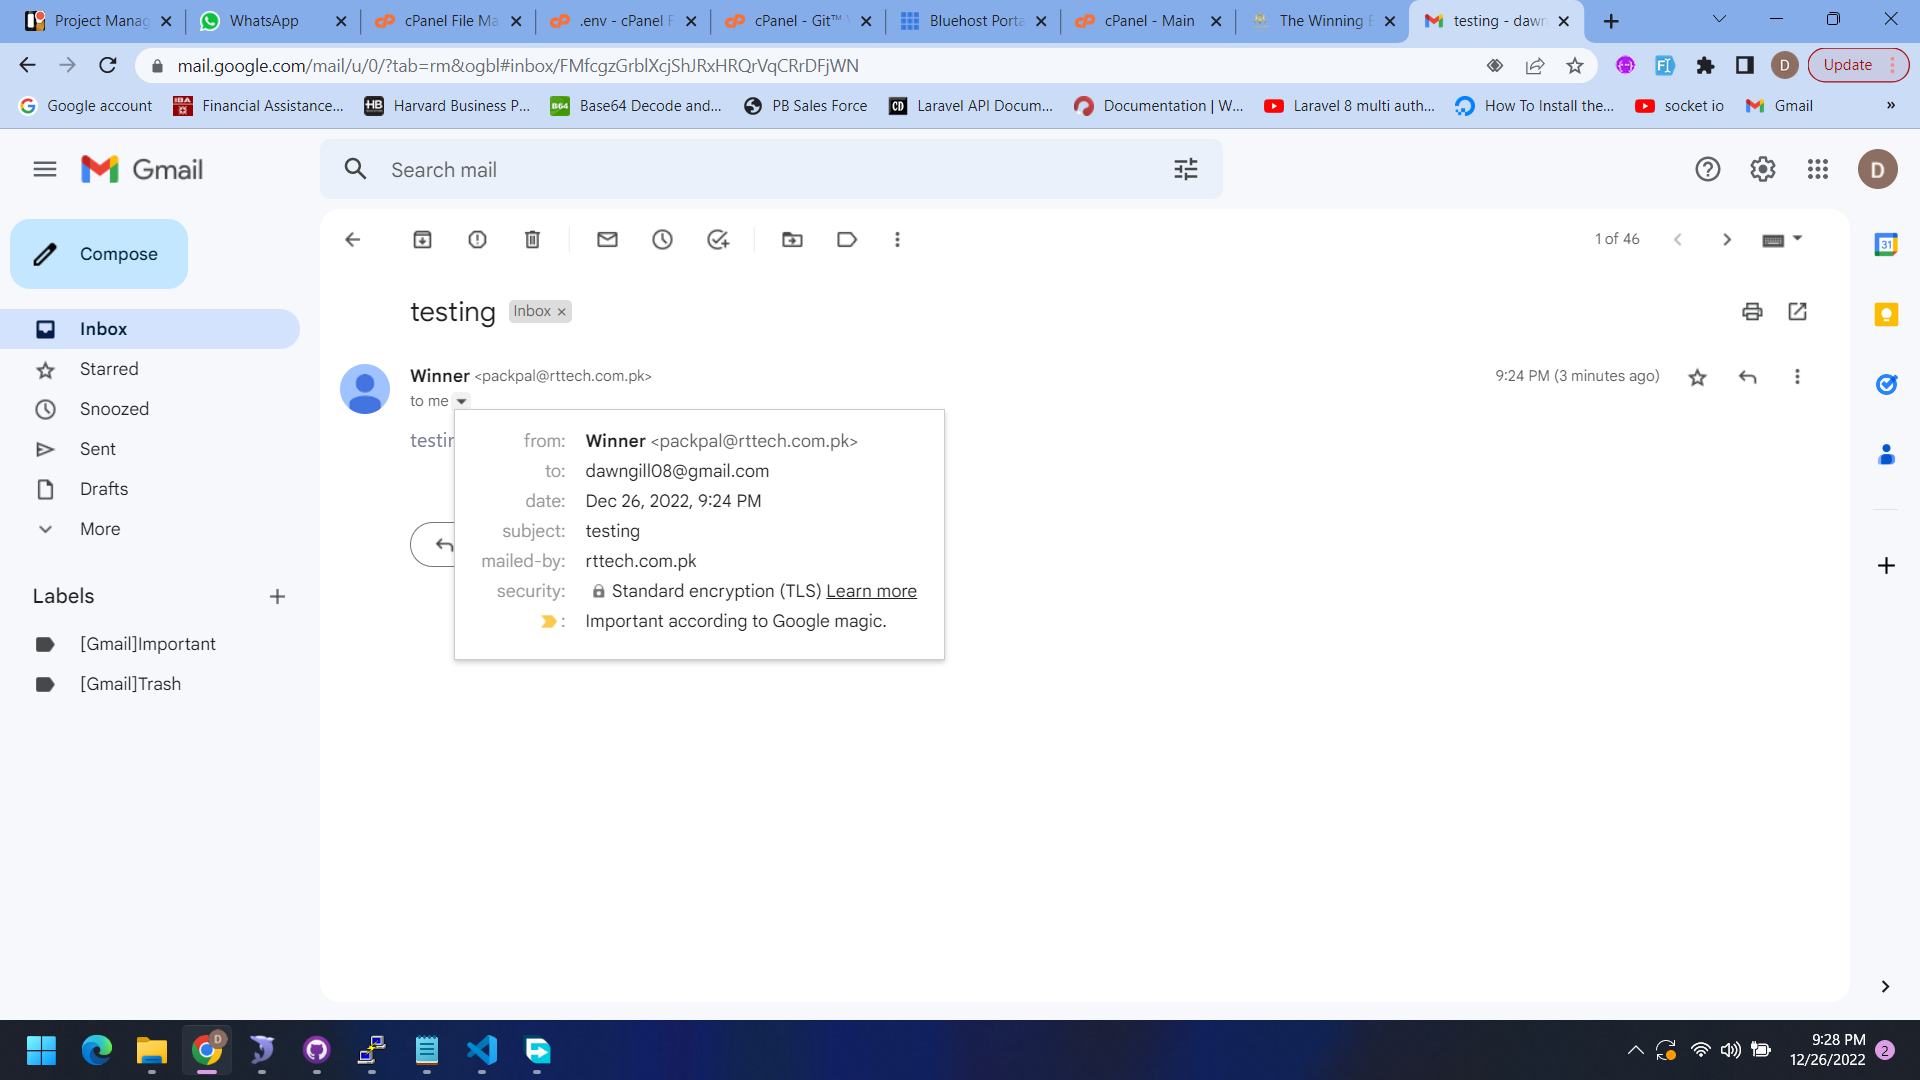 Project Manag
WhatsApp
cPanel File Ma
.env - cPanel F
cPanel - Git™ V
Bluehost Porta
cPanel - Main
The Winning E
testing - dawn
mail.google.com/mail/u/0/?tab=rm&ogbl#inbox/FMfcgzGrblXcjShJRxHRQrVqCRrDFjWN
D
Update
Google account
Financial Assistance...
Harvard Business P...
Base64 Decode and...
PB Sales Force
Laravel API Docum...
Documentation | W...
Laravel 8 multi auth...
How To Install the...
socket io
Gmail
»
Gmail
Search mail
D
Compose
1 of 46
Inbox
Starred
Snoozed
Sent
Drafts
More
Labels
[Gmail]Important
[Gmail]Trash
testing
Inbox ×
Winner <packpal@rttech.com.pk>
9:24 PM (3 minutes ago)
to me
testin
from: Winner <packpal@rttech.com.pk>
to: dawngill08@gmail.com
date: Dec 26, 2022, 9:24 PM
subject: testing
mailed-by: rttech.com.pk
security: Standard encryption (TLS) Learn more
: Important according to Google magic.
31
D
9:28 PM
12/26/2022
2